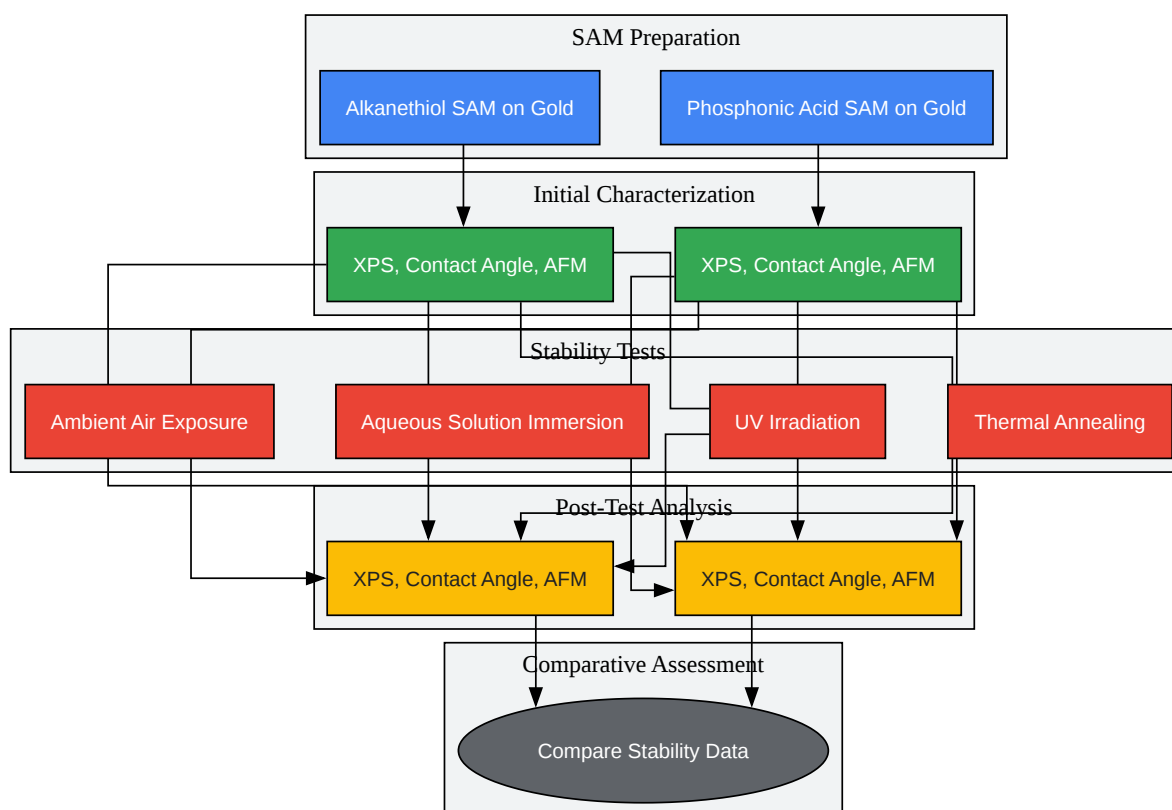 SAM Preparation
Alkanethiol SAM on Gold
Phosphonic Acid SAM on Gold
Initial Characterization
XPS, Contact Angle, AFM
XPS, Contact Angle, AFM
Stability Tests
Ambient Air Exposure
Aqueous Solution Immersion
UV Irradiation
Thermal Annealing
Post-Test Analysis
XPS, Contact Angle, AFM
XPS, Contact Angle, AFM
Comparative Assessment
Compare Stability Data